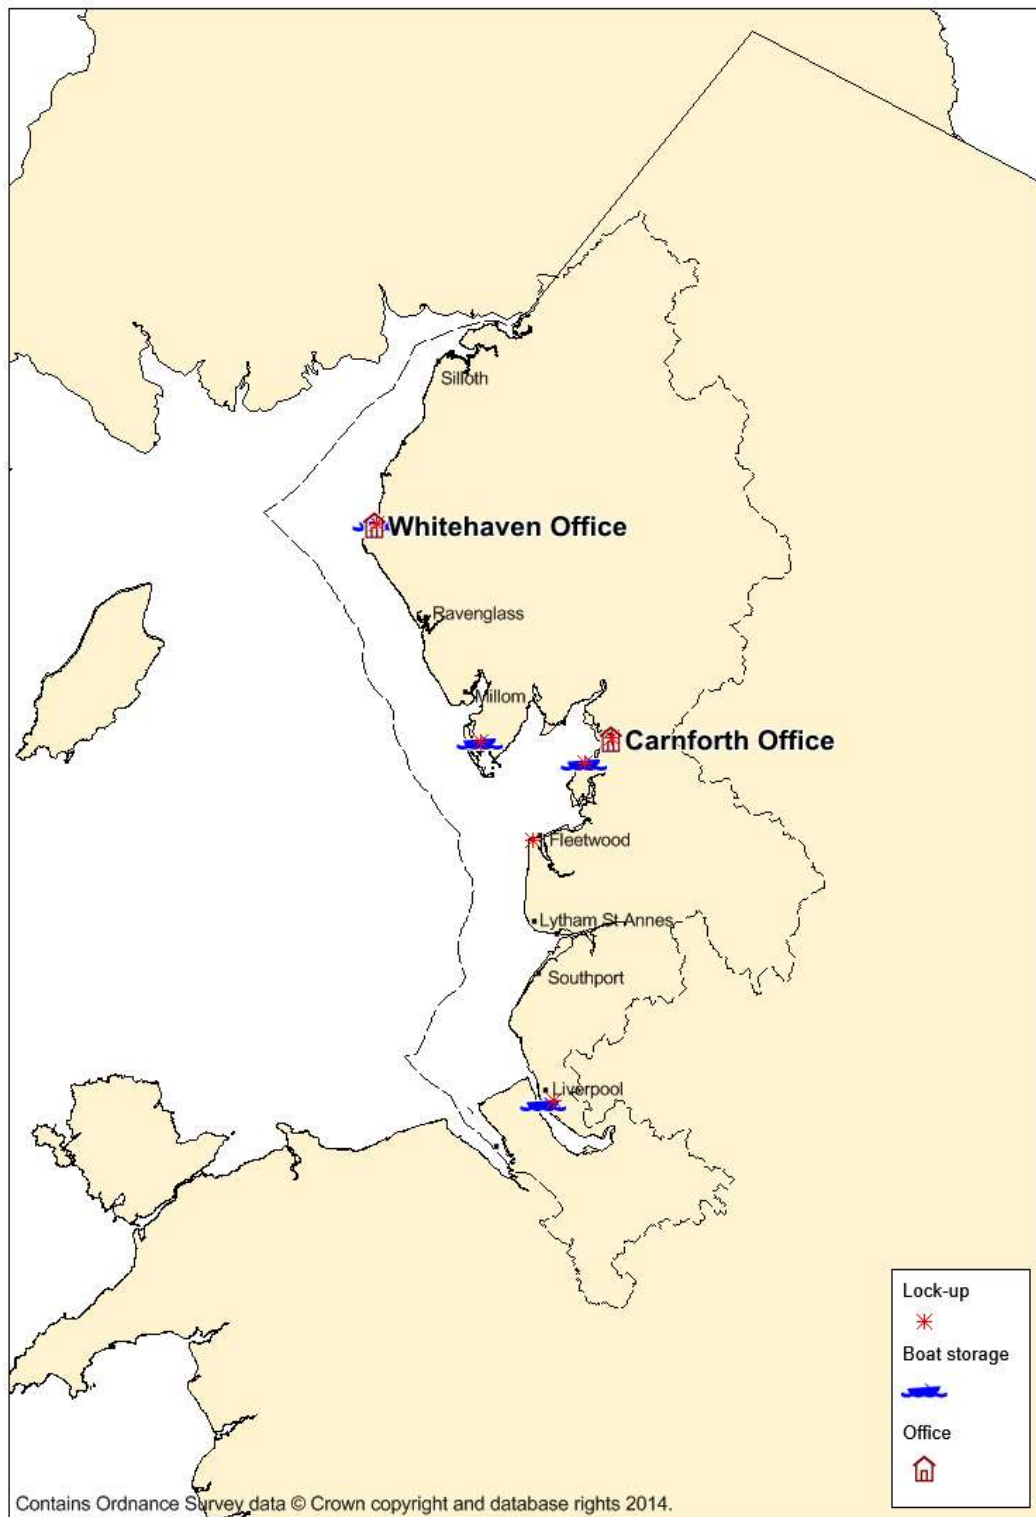 Silloth
Whitehaven Office
Ravenglass
Millom
Carnforth Office
Fleetwood
Lytham St Annes
Southport
Liverpool
Lock-up
Boat storage
Office
Contains Ordnance Survey data © Crown copyright and database rights 2014.